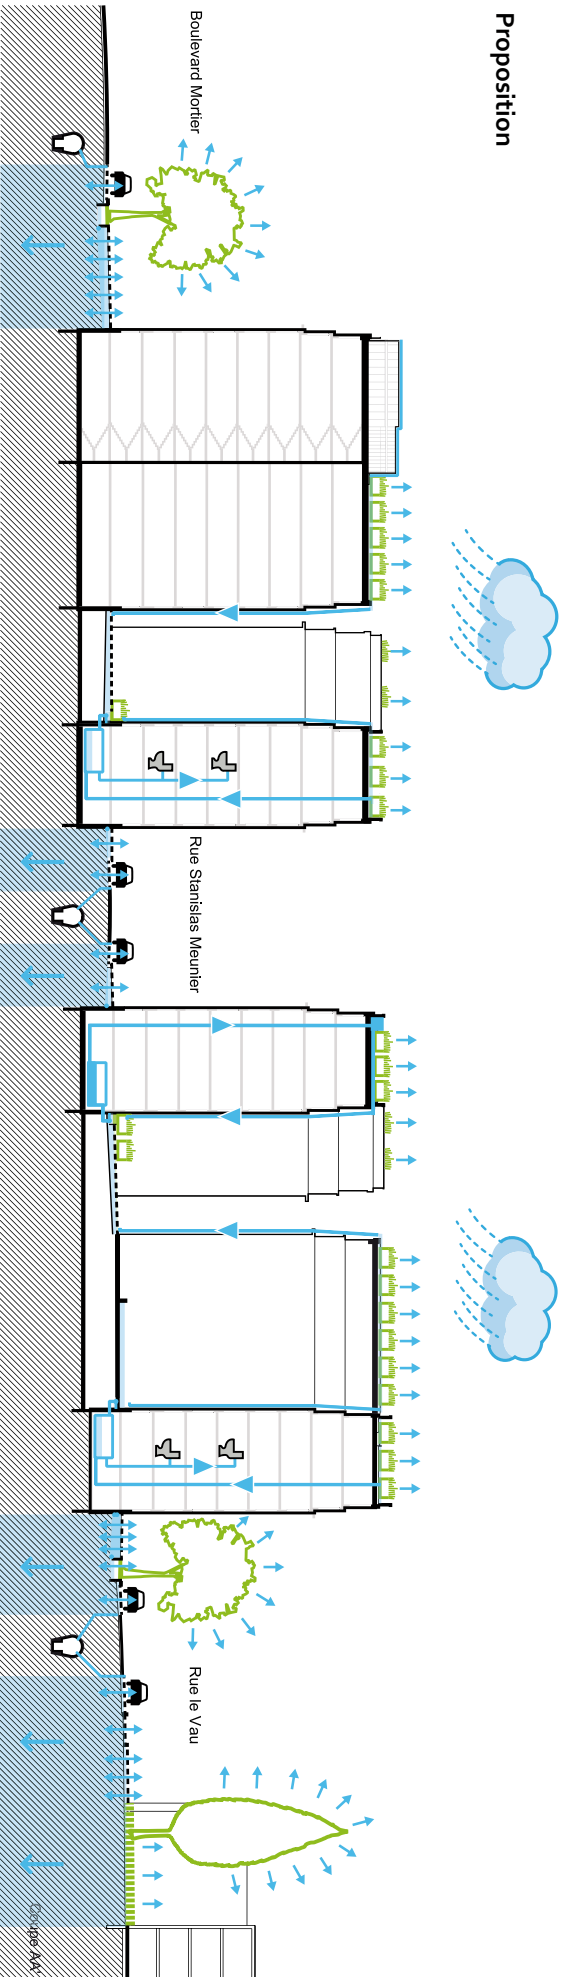 Proposition
Boulevard Mortier
Rue Stanislas Meunier
Rue le Vau
Coupe AA'